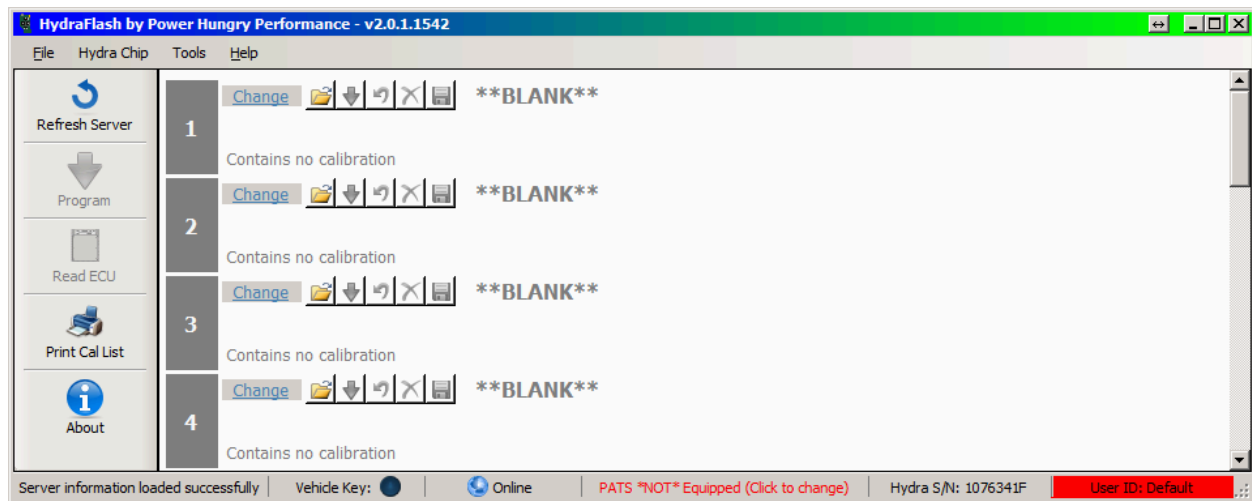 HydraFlash by Power Hungry Performance - v2.0.1.1542
File Hydra Chip Tools Help
Refresh Server
Program
Read ECU
Print Cal List
About
1
Change **BLANK**
Contains no calibration
2
Change **BLANK**
Contains no calibration
3
Change **BLANK**
Contains no calibration
4
Change **BLANK**
Contains no calibration
Server information loaded successfully Vehicle Key: Online PATS *NOT* Equipped (Click to change) Hydra S/N: 1076341F User ID: Default